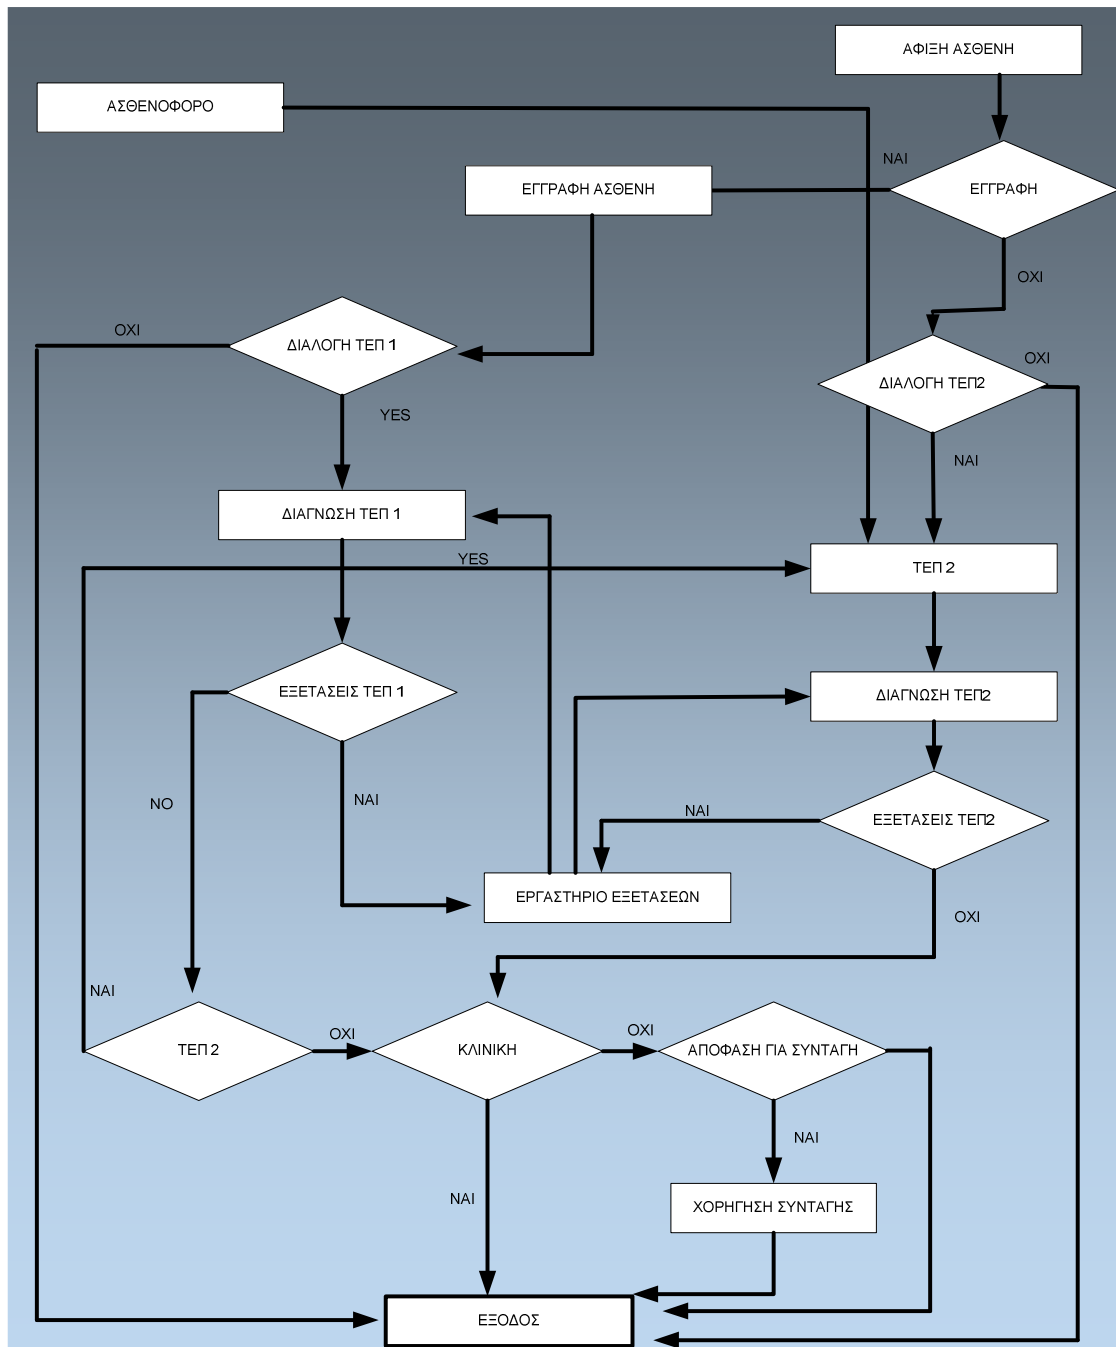 ΑΦΙΞΗ ΑΣΘΕΝΗ
ΑΣΘΕΝΟΦΟΡΟ
ΝΑΙ
ΕΓΓΡΑΦΗ ΑΣΘΕΝΗ
ΕΓΓΡΑΦΗ
ΟΧΙ
ΟΧΙ
ΔΙΑΛΟΓΗ ΤΕΠ 1
ΟΧΙ
ΔΙΑΛΟΓΗ ΤΕΠ2
YES
ΝΑΙ
ΔΙΑΓΝΩΣΗ ΤΕΠ 1
YES
ΤΕΠ 2
ΕΞΕΤΑΣΕΙΣ ΤΕΠ 1
ΔΙΑΓΝΩΣΗ ΤΕΠ2
NO
ΝΑΙ
ΝΑΙ
ΕΞΕΤΑΣΕΙΣ ΤΕΠ2
ΕΡΓΑΣΤΗΡΙΟ ΕΞΕΤΑΣΕΩΝ
ΟΧΙ
ΝΑΙ
ΤΕΠ 2
ΟΧΙ
ΚΛΙΝΙΚΗ
ΟΧΙ
ΑΠΟΦΑΣΗ ΓΙΑ ΣΥΝΤΑΓΗ
ΝΑΙ
ΝΑΙ
ΧΟΡΗΓΗΣΗ ΣΥΝΤΑΓΗΣ
ΕΞΟΔΟΣ